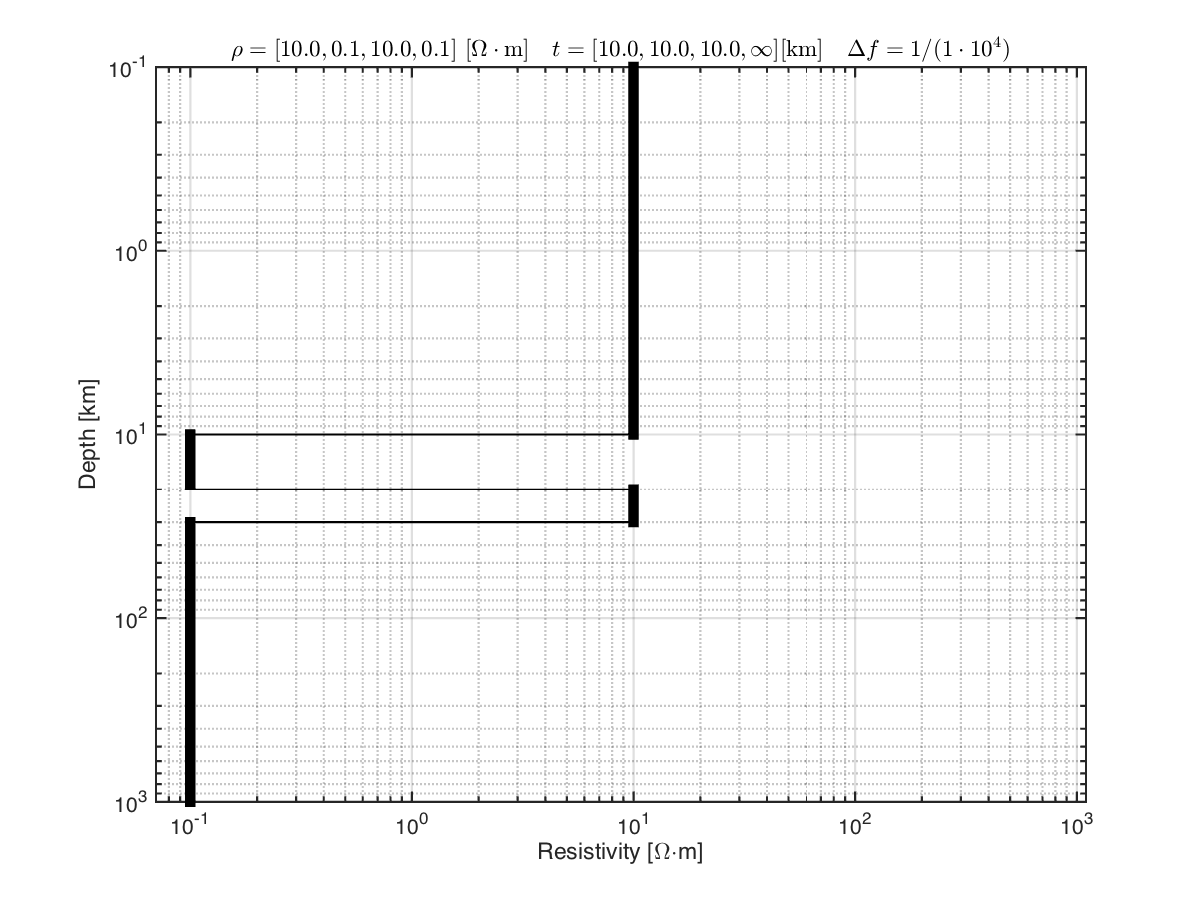 ρ = [10.0, 0.1, 10.0, 0.1] [Ω · m]   t = [10.0, 10.0, 10.0, ∞][km]   Δf = 1/(1 · 10⁴)
10⁻¹
10⁰
10¹
10²
10³
Depth [km]
10⁻¹ 10⁰ 10¹ 10² 10³
Resistivity [Ω·m]